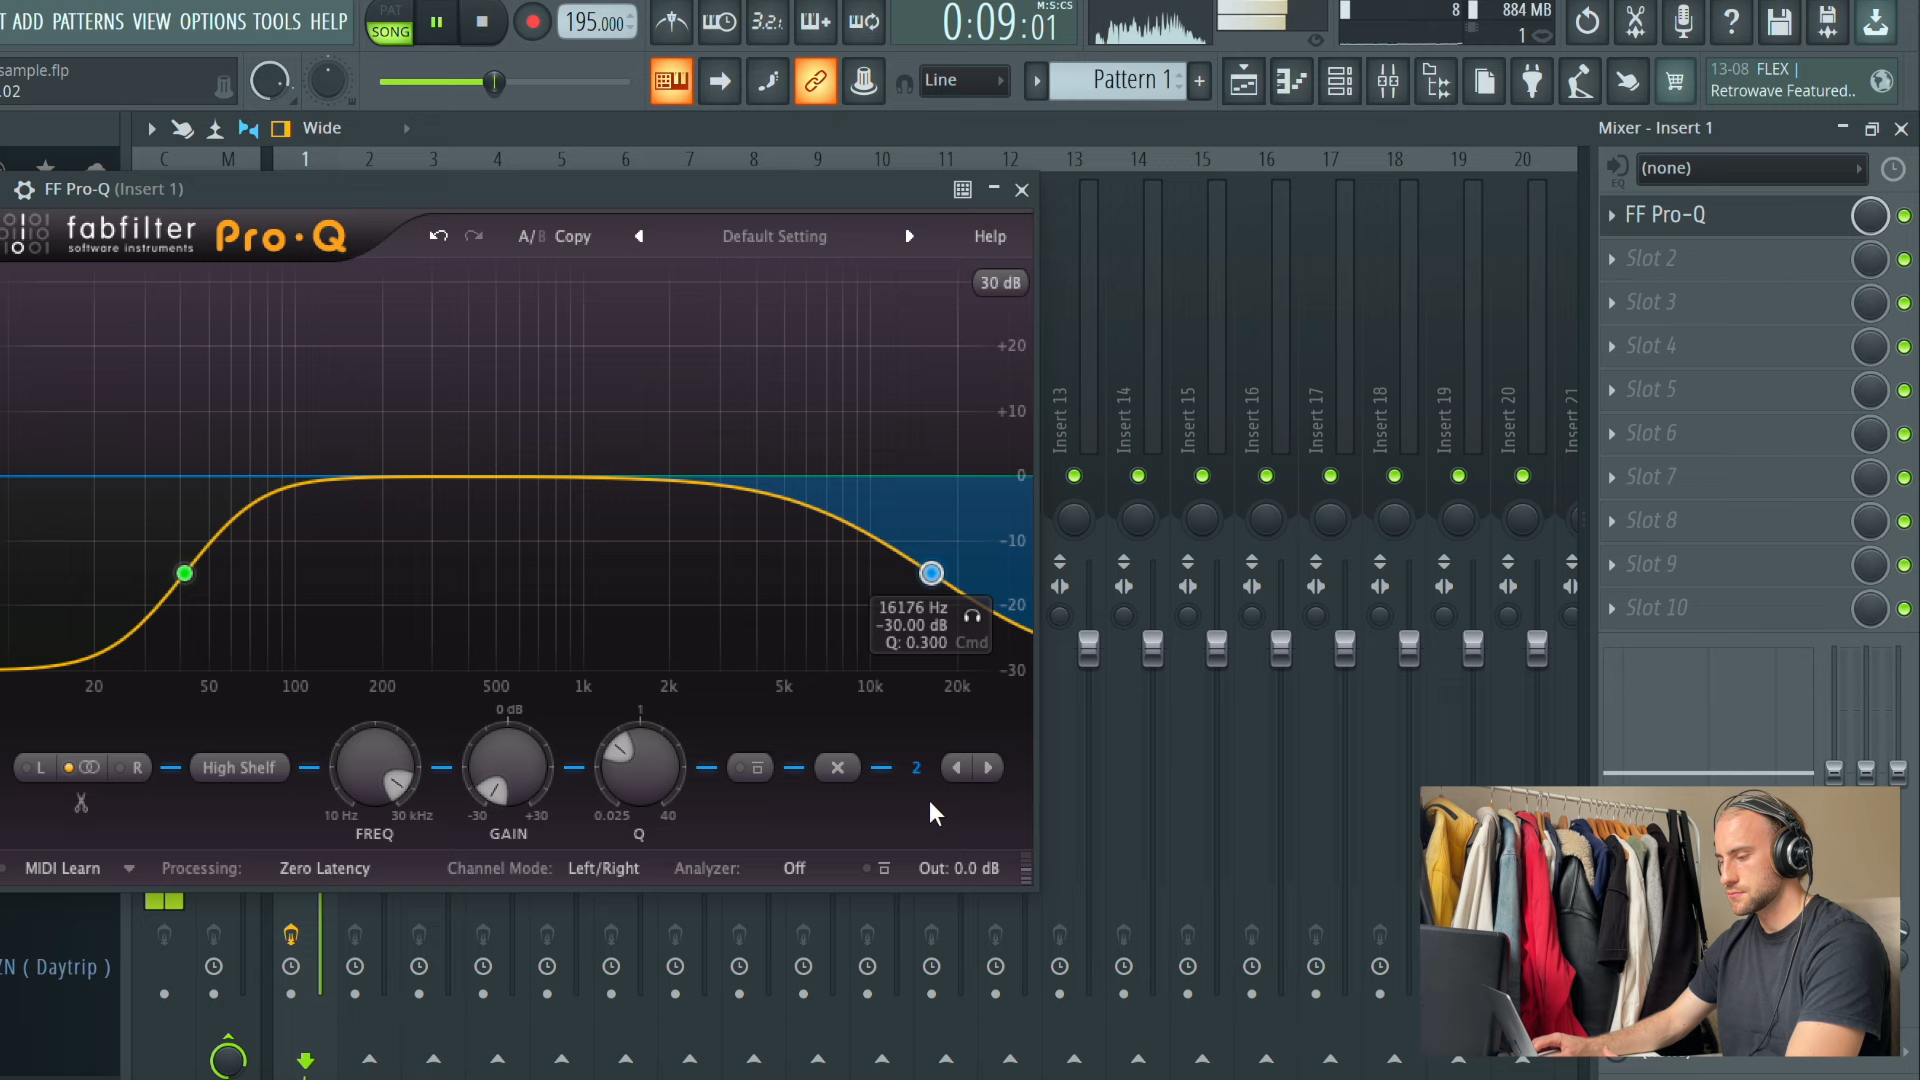 ADD PATTERNS VIEW OPTIONS TOOLS HELP
PAT
SONG
195.000
3.2.
0:09:01
M:S:CS
8
884 MB
1
sample.flp
.02
Line
Pattern 1
13-08 FLEX |
Retrowave Featured..
Wide
Mixer - Insert 1
C M 1 2 3 4 5 6 7 8 9 10 11 12 13 14 15 16 17 18 19 20
(none)
EQ
FF Pro-Q (Insert 1)
FF Pro-Q
Slot 2
Slot 3
Slot 4
Slot 5
Slot 6
Slot 7
Slot 8
Slot 9
Slot 10
fabfilter
software instruments
Pro·Q
A/B Copy
Default Setting
Help
30 dB
+20
+10
0
-10
-20
-30
16176 Hz
-30.00 dB
Q: 0.300
Cmd
20 50 100 200 500 1k 2k 5k 10k 20k
Insert 13
Insert 14
Insert 15
Insert 16
Insert 17
Insert 18
Insert 19
Insert 20
Insert 21
L
R
High Shelf
0 dB
1
2
10 Hz 30 kHz
FREQ
-30 +30
GAIN
0.025 40
Q
MIDI Learn
Processing: Zero Latency
Channel Mode: Left/Right
Analyzer: Off
Out: 0.0 dB
ZN ( Daytrip )